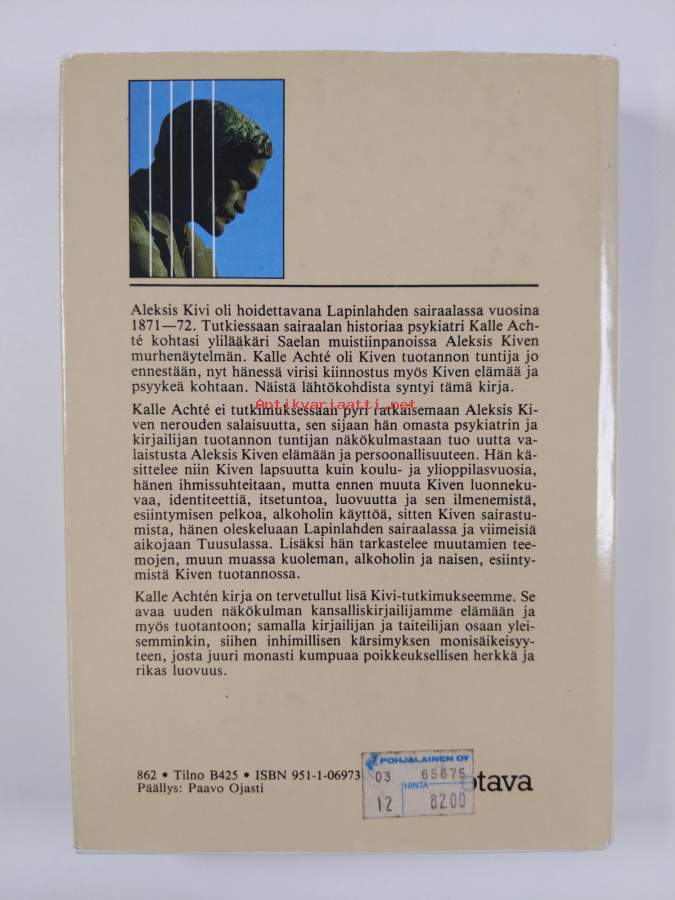 Aleksis Kivi oli hoidettavana Lapinlahden sairaalassa vuosina
1871—72. Tutkiessaan sairaalan historiaa psykiatri Kalle Ach-
té kohtasi ylilääkäri Saelan muistiinpanoissa Aleksis Kiven
murhenäytelmän. Kalle Achté oli Kiven tuotannon tuntija jo
ennestään, nyt hänessä virisi kiinnostus myös Kiven elämää ja
psyykeä kohtaan. Näistä lähtökohdista syntyi tämä kirja.
Antikvariaatti.net
Kalle Achté ei tutkimuksessaan pyri ratkaisemaan Aleksis Ki-
ven nerouden salaisuutta, sen sijaan hän omasta psykiatrin ja
kirjailijan tuotannon tuntijan näkökulmastaan tuo uutta va-
laistusta Aleksis Kiven elämään ja persoonallisuuteen. Hän kä-
sittelee niin Kiven lapsuutta kuin koulu- ja ylioppilasvuosia,
hänen ihmissuhteitaan, mutta ennen muuta Kiven luonneku-
vaa, identiteettiä, itsetuntoa, luovuutta ja sen ilmenemistä,
esiintymisen pelkoa, alkoholin käyttöä, sitten Kiven sairastu-
mista, hänen oleskeluaan Lapinlahden sairaalassa ja viimeisiä
aikojaan Tuusulassa. Lisäksi hän tarkastelee muutamien tee-
mojen, muun muassa kuoleman, alkoholin ja naisen, esiinty-
mistä Kiven tuotannossa.
Kalle Achtén kirja on tervetullut lisä Kivi-tutkimukseemme. Se
avaa uuden näkökulman kansalliskirjailijamme elämään ja
myös tuotantoon; samalla kirjailijan ja taiteilijan osaan ylei-
semminkin, siihen inhimillisen kärsimyksen monisäikeisyy-
teen, josta juuri monasti kumpuaa poikkeuksellisen herkkä ja
rikas luovuus.
862 • Tilno B425 • ISBN 951-1-06973
Päällys: Paavo Ojasti
POHJALAINEN OY
03 65675
HINTA
12 8200
otava